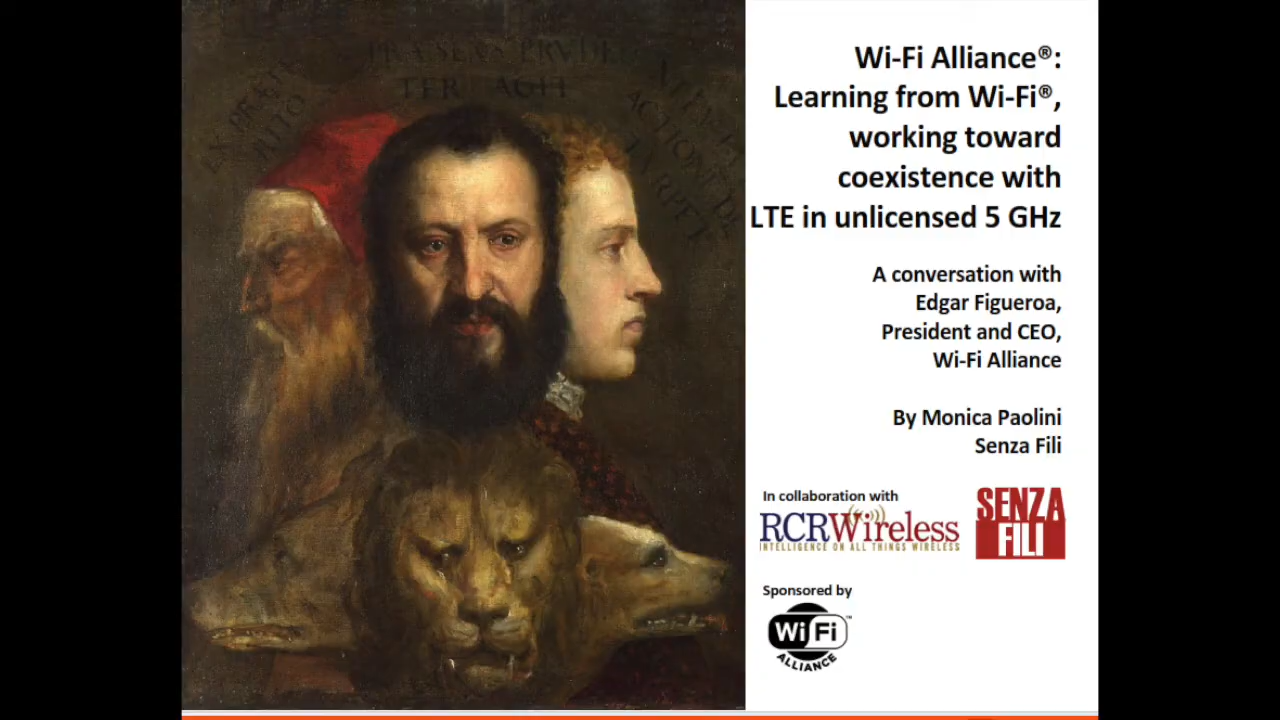 Wi-Fi Alliance®:
Learning from Wi-Fi®,
working toward
coexistence with
LTE in unlicensed 5 GHz
A conversation with
Edgar Figueroa,
President and CEO,
Wi-Fi Alliance
By Monica Paolini
Senza Fili
In collaboration with
RCRWireless
INTELLIGENCE ON ALL THINGS WIRELESS
SENZA
FILI
Sponsored by
Wi Fi™
ALLIANCE